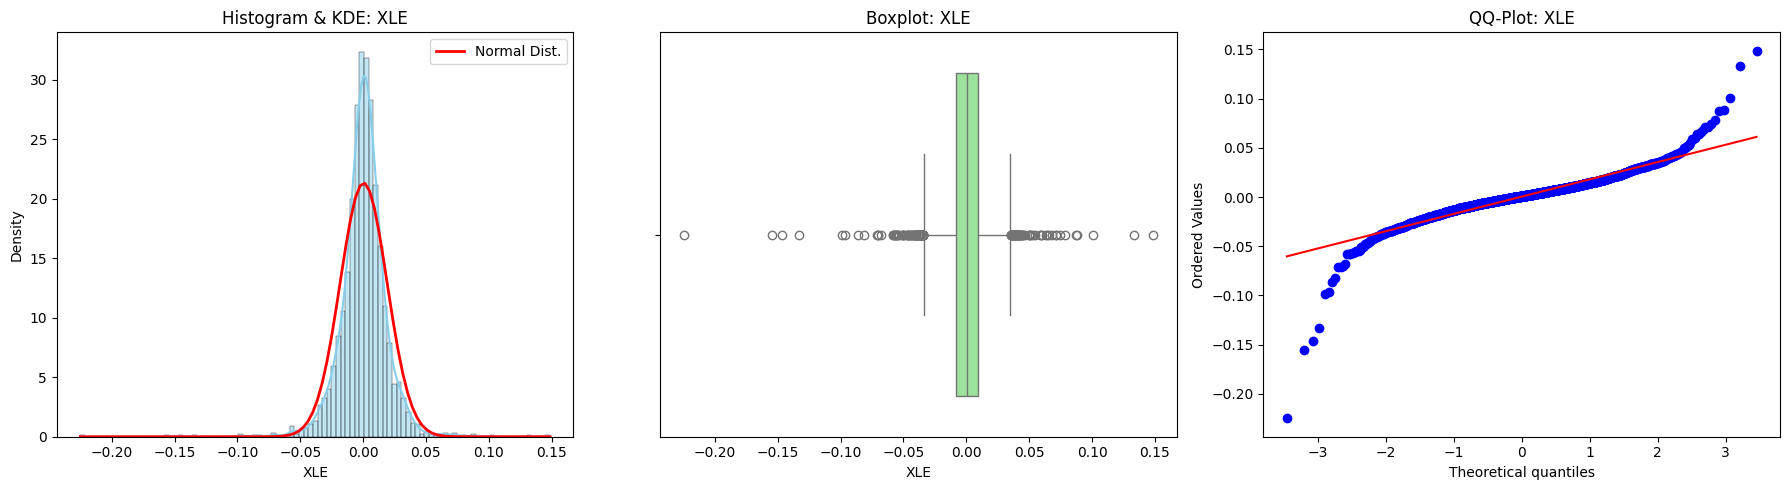 Histogram & KDE: XLE
Normal Dist.
30
25
20
15
10
5
0
Density
−0.20 −0.15 −0.10 −0.05 0.00 0.05 0.10 0.15
XLE
Boxplot: XLE
−0.20 −0.15 −0.10 −0.05 0.00 0.05 0.10 0.15
XLE
QQ-Plot: XLE
0.15
0.10
0.05
0.00
−0.05
−0.10
−0.15
−0.20
Ordered Values
−3 −2 −1 0 1 2 3
Theoretical quantiles